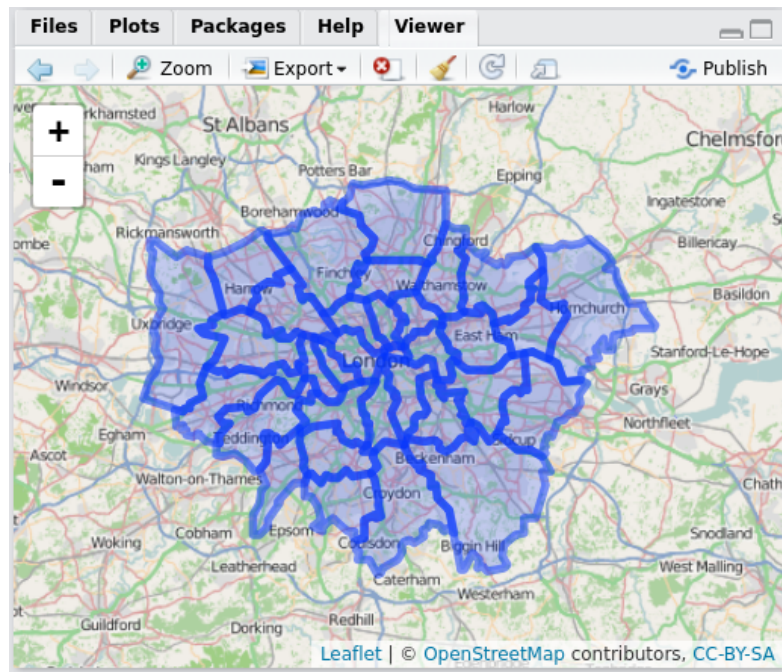 Files Plots Packages Help Viewer
Zoom Export Publish
+
-
Harlow
St Albans
Chelmsfor
Kings Langley
Potters Bar
Epping
Ingatestone
Borehamwood
Rickmansworth
Chingford
Billericay
Finchley
Harrow
Walthamstow
Basildon
Hornchurch
Uxbridge
East Ham
Stanford-Le-Hope
London
Windsor
Grays
Richmond
Northfleet
Egham
Teddington
Ascot
Beckenham
Walton-on-Thames
Chath
Croydon
Cobham
Epsom
Snodland
Woking
Coulsdon
Biggin Hill
Leatherhead
West Malling
Caterham
Westerham
Redhill
Guildford
Dorking
Leaflet | © OpenStreetMap contributors, CC-BY-SA